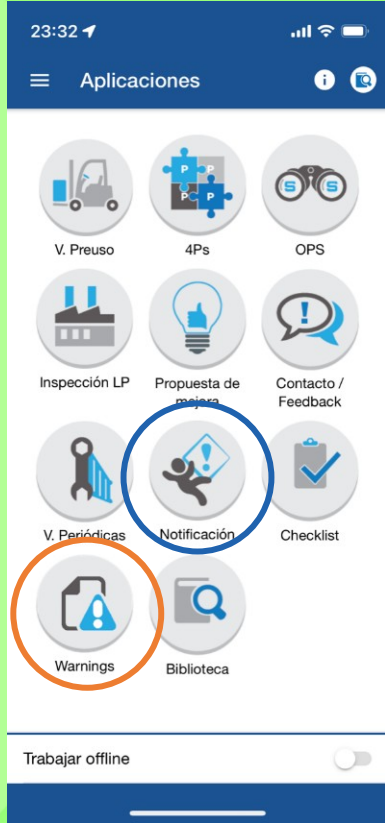 23:32
Aplicaciones
i
P
P
P
P
S S
V. Preuso
4Ps
OPS
!
Inspección LP
Propuesta de
mejora
Contacto /
Feedback
!
V. Periódicas
Notificación
Checklist
!
Warnings
Biblioteca
Trabajar offline